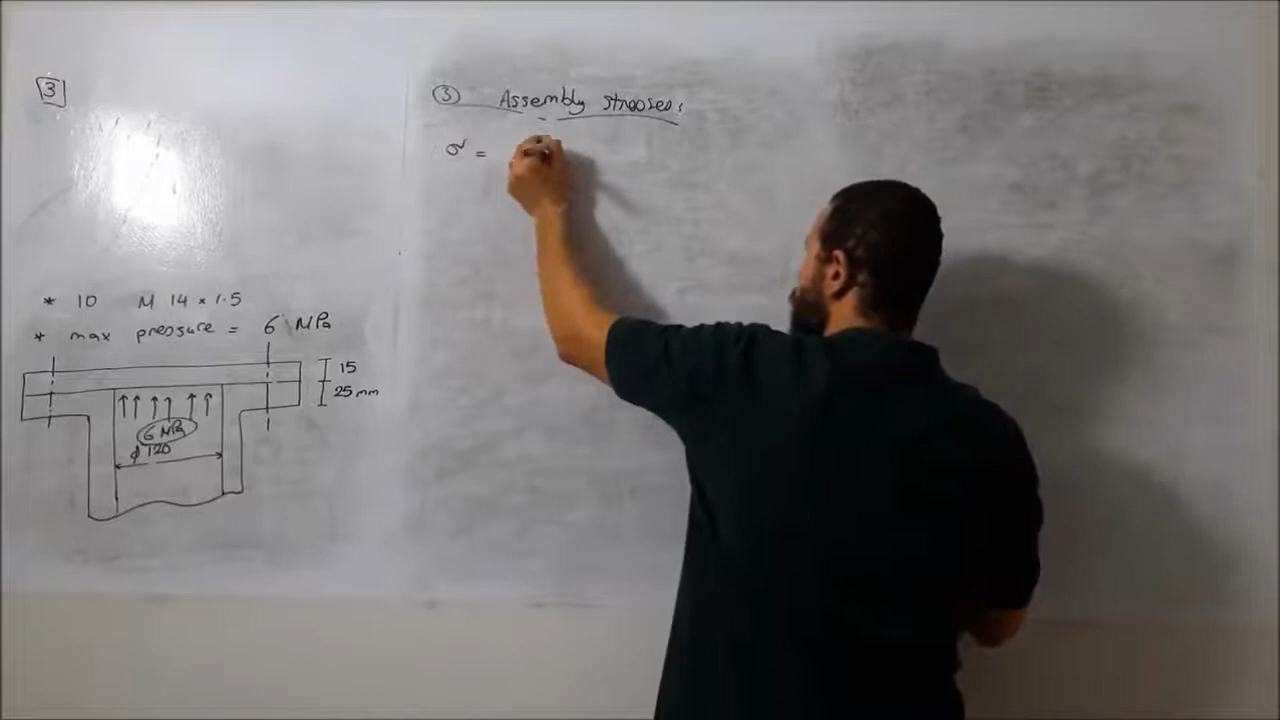 3
* 10 M 14 × 1.5
* max pressure = 6 MPa
15
25 mm
6 MPa
ϕ 120
③ Assembly stresses:
σ =